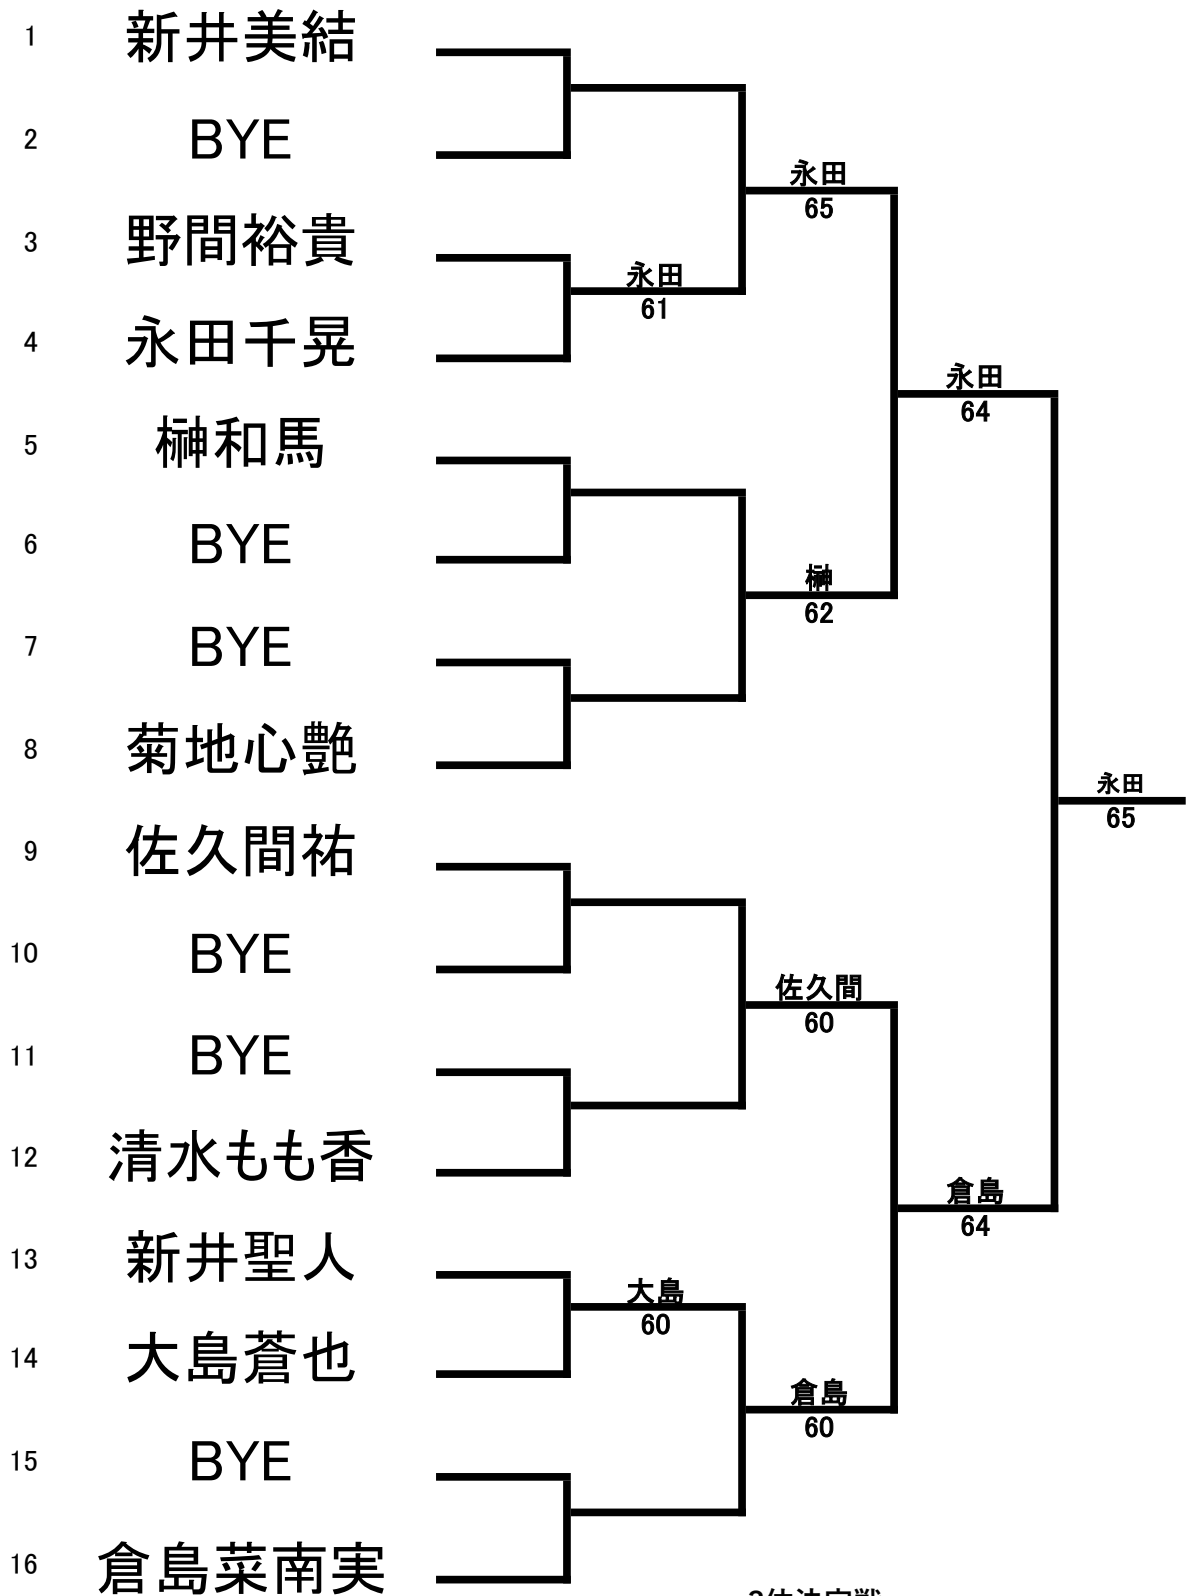 1 新井美結
2 BYE
永田
65
3 野間裕貴
永田
61
4 永田千晃
永田
64
5 榊和馬
6 BYE
榊
62
7 BYE
8 菊地心艶
永田
65
9 佐久間祐
10 BYE
佐久間
60
11 BYE
12 清水もも香
倉島
64
13 新井聖人
大島
60
14 大島蒼也
倉島
60
15 BYE
16 倉島菜南実